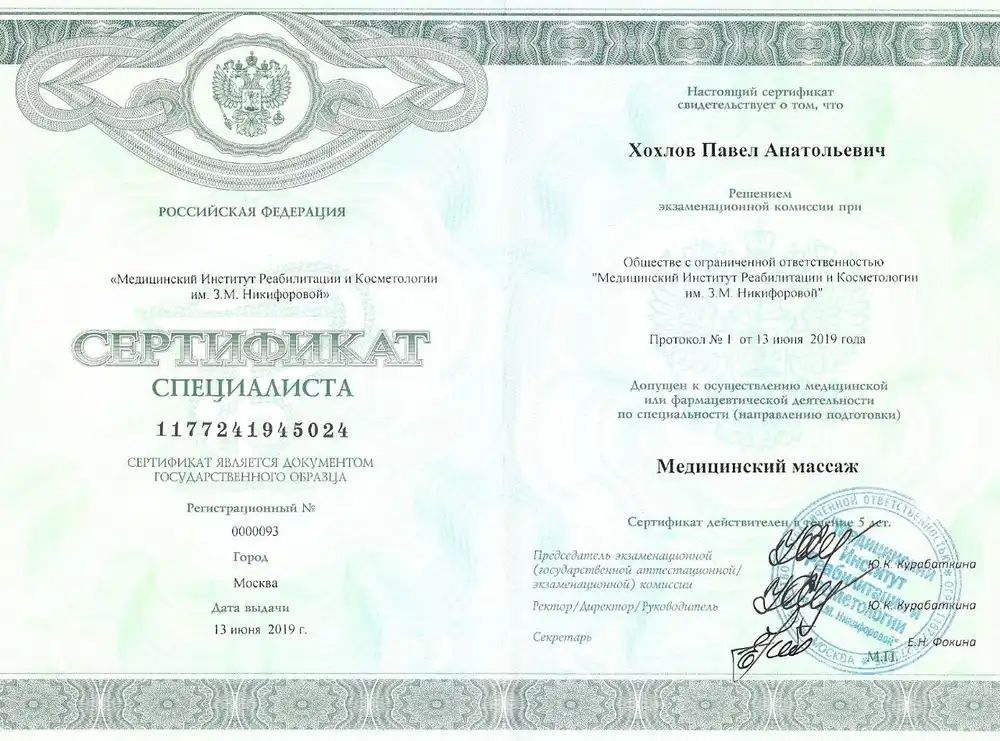 РОССИЙСКАЯ ФЕДЕРАЦИЯ
«Медицинский Институт Реабилитации и Косметологии
им. З.М. Никифоровой»
СЕРТИФИКАТ
СПЕЦИАЛИСТА
1177241945024
СЕРТИФИКАТ ЯВЛЯЕТСЯ ДОКУМЕНТОМ
ГОСУДАРСТВЕННОГО ОБРАЗЦА
Регистрационный №
0000093
Город
Москва
Дата выдачи
13 июня 2019 г.
Настоящий сертификат
свидетельствует о том, что
Хохлов Павел Анатольевич
Решением
экзаменационной комиссии при
Обществе с ограниченной ответственностью
"Медицинский Институт Реабилитации и Косметологии
им. З.М. Никифоровой"
Протокол № 1 от 13 июня 2019 года
Допущен к осуществлению медицинской
или фармацевтической деятельности
по специальности (направлению подготовки)
Медицинский массаж
Сертификат действителен в течение 5 лет.
Председатель экзаменационной
(государственной аттестационной/
экзаменационной) комиссии
Ю.К. Курабаткина
Ректор/Директор/Руководитель
Ю.К. Курабаткина
Секретарь
Е.Н. Фокина
М.П.
ОТВЕТСТВЕННОСТЬЮ
Медицинский
Институт
Реабилитации и
Косметологии
Никифоровой"
МОСКВА